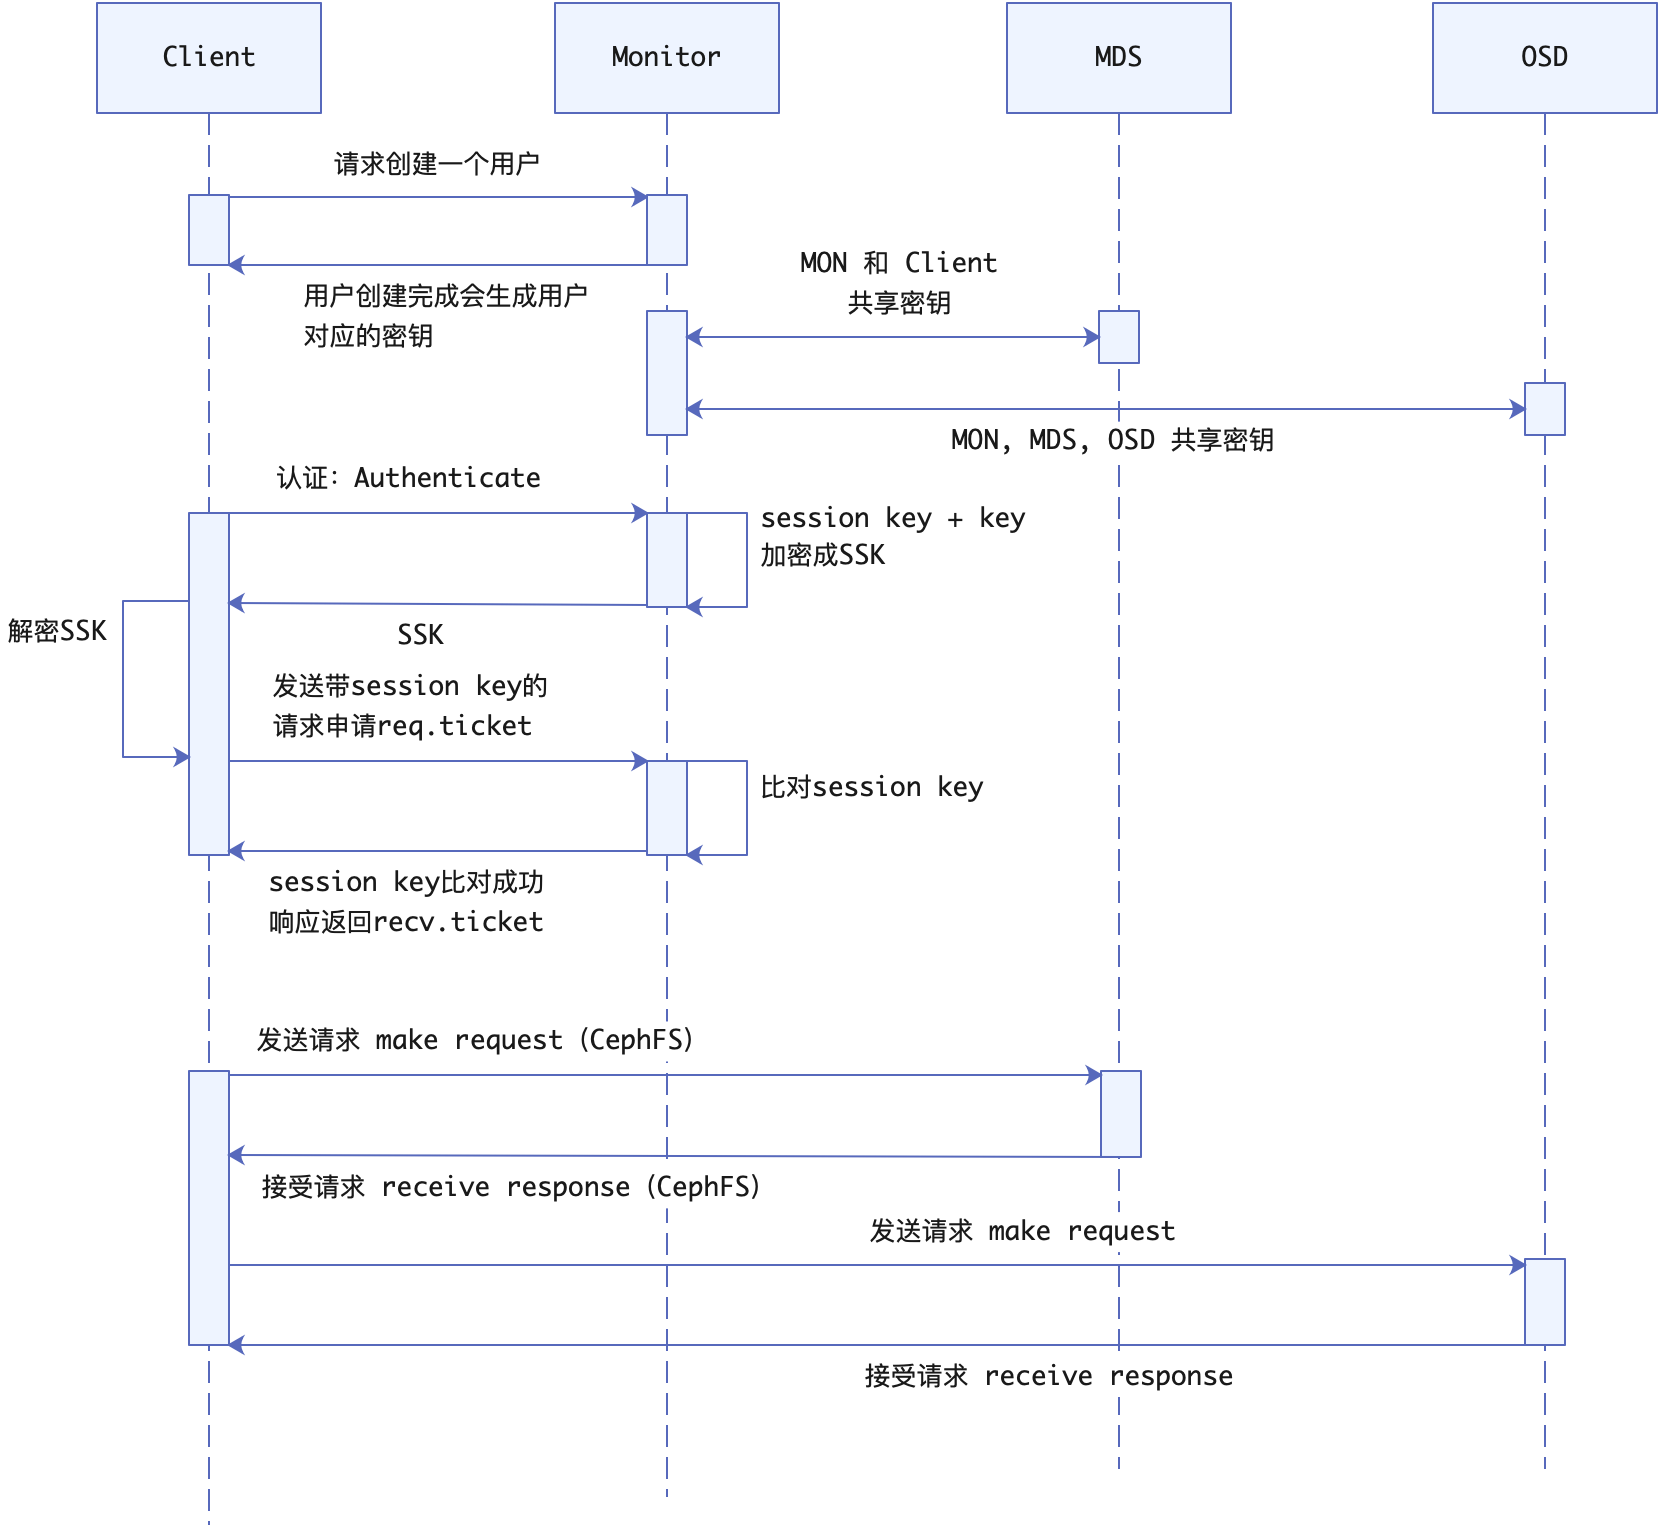 Client
Monitor
MDS
OSD
请求创建一个用户
用户创建完成会生成用户
对应的密钥
MON 和 Client
共享密钥
MON, MDS, OSD 共享密钥
认证: Authenticate
session key + key
加密成SSK
解密SSK
SSK
发送带session key的
请求申请req.ticket
比对session key
session key比对成功
响应返回recv.ticket
发送请求 make request（CephFS）
接受请求 receive response（CephFS）
发送请求 make request
接受请求 receive response